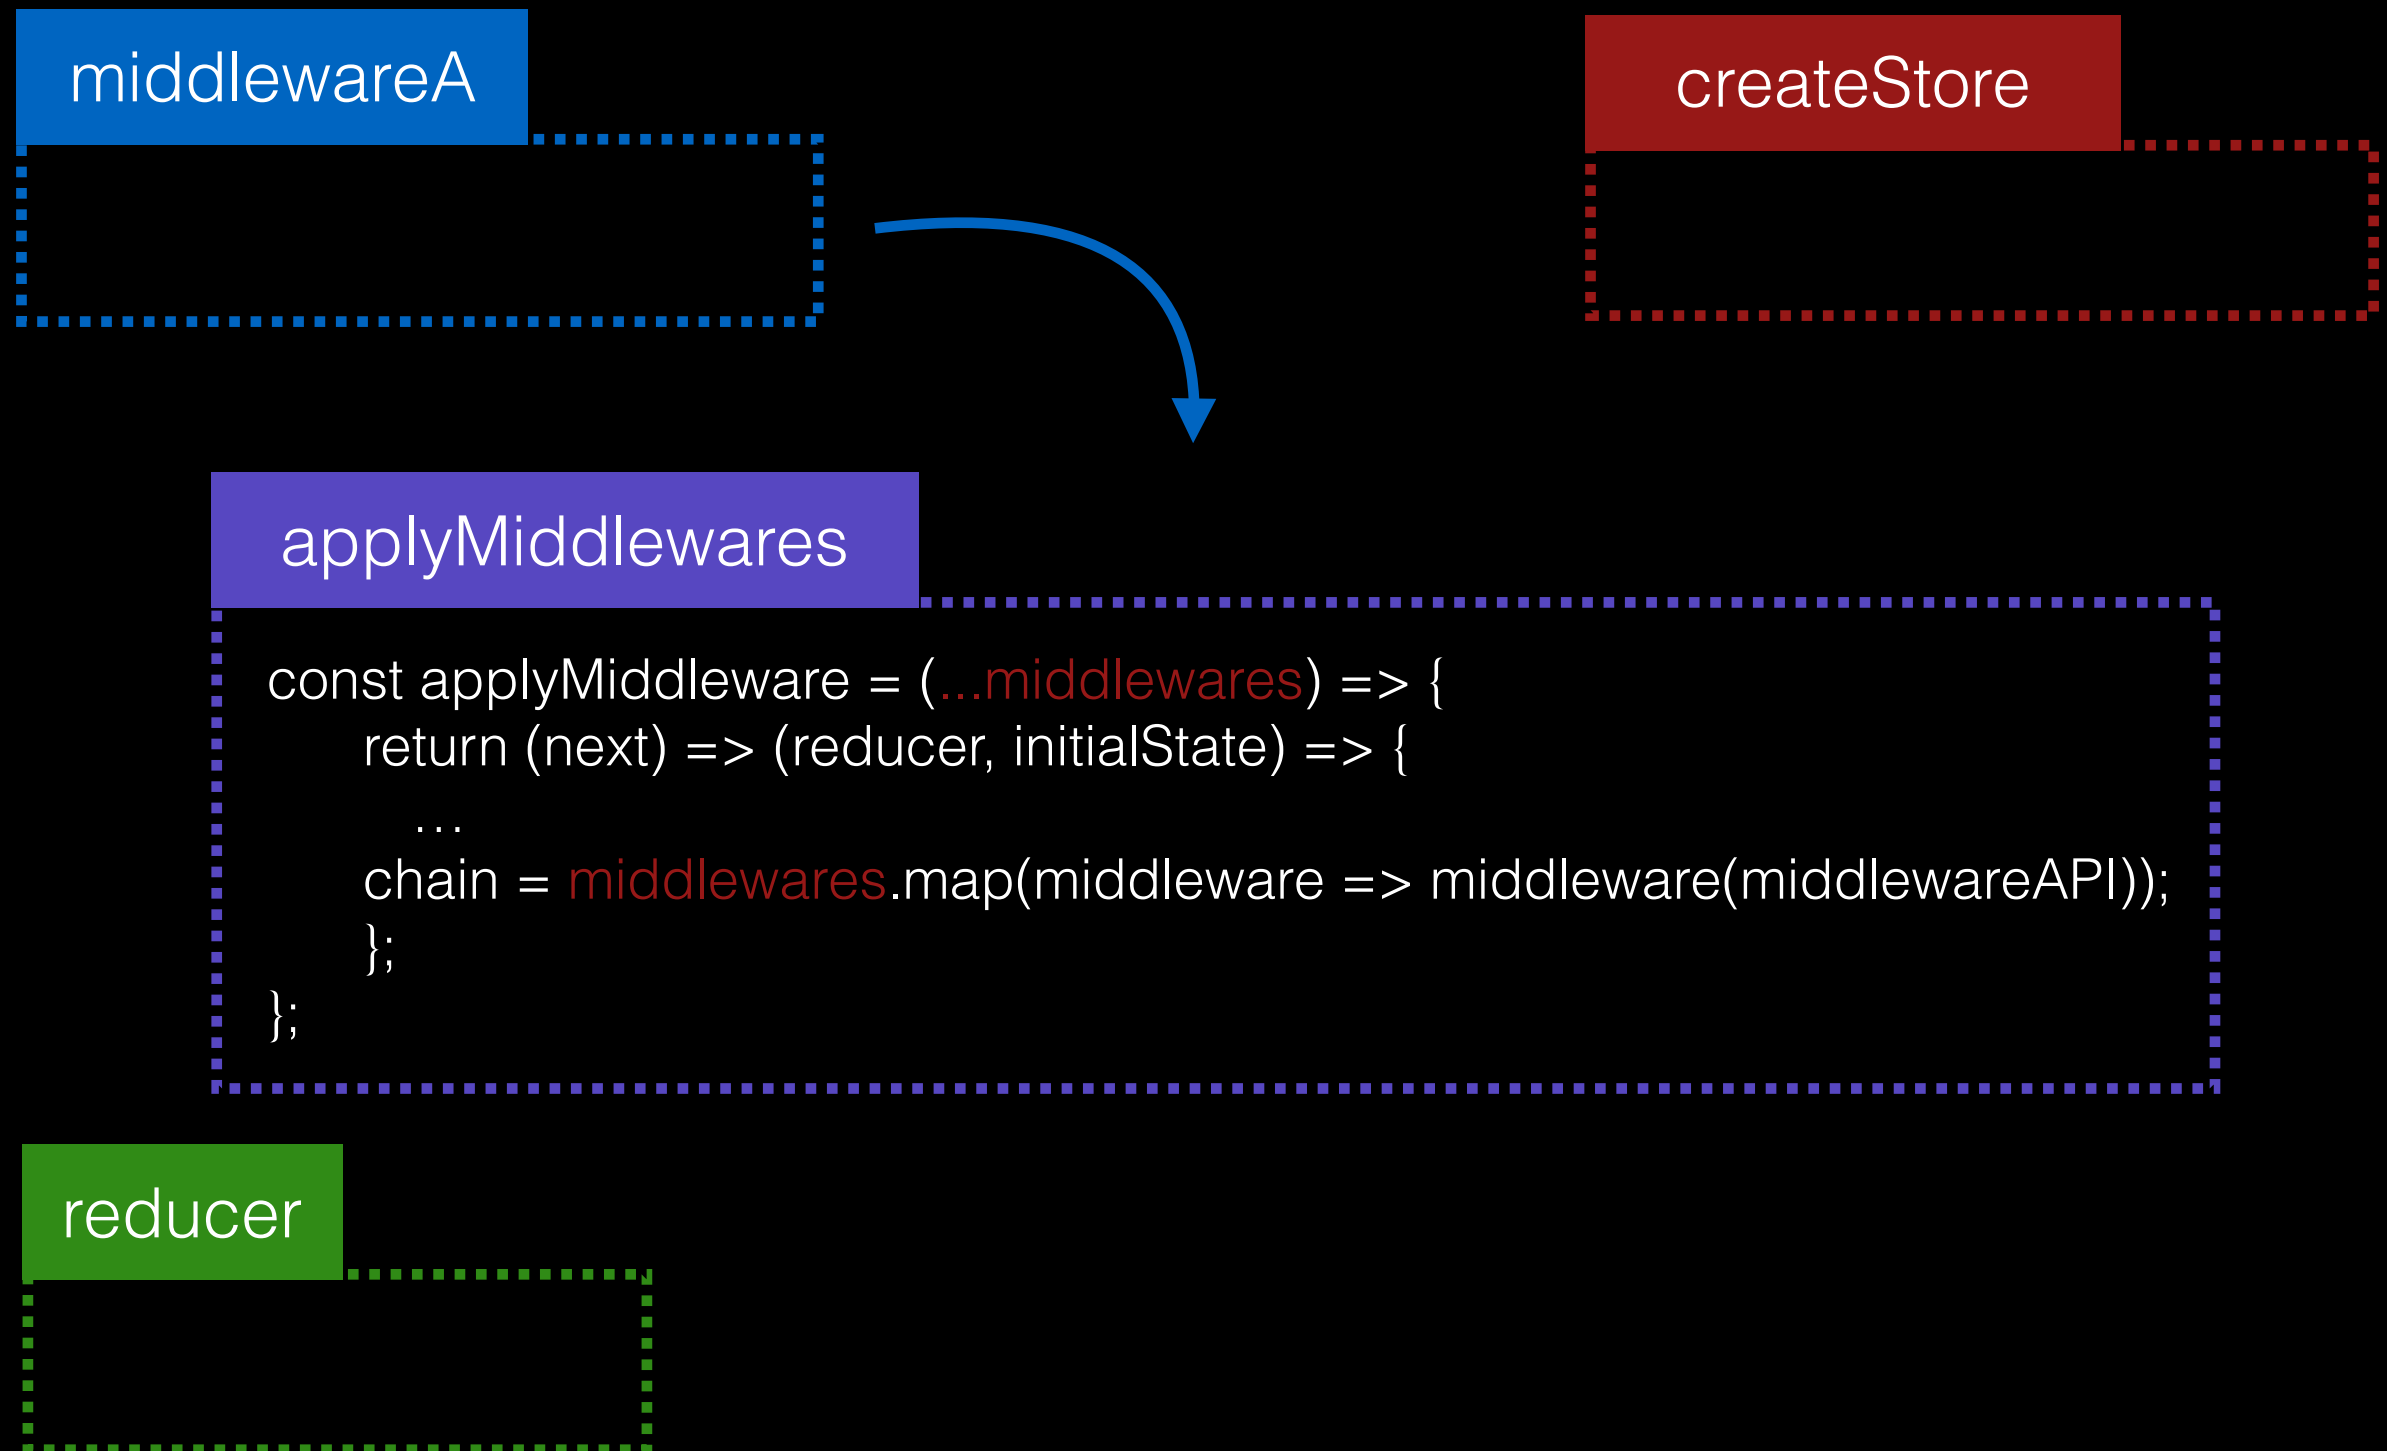 middlewareA
createStore
applyMiddlewares
const applyMiddleware = (...middlewares) => {
return (next) => (reducer, initialState) => {
…
chain = middlewares.map(middleware => middleware(middlewareAPI));
};
};
reducer